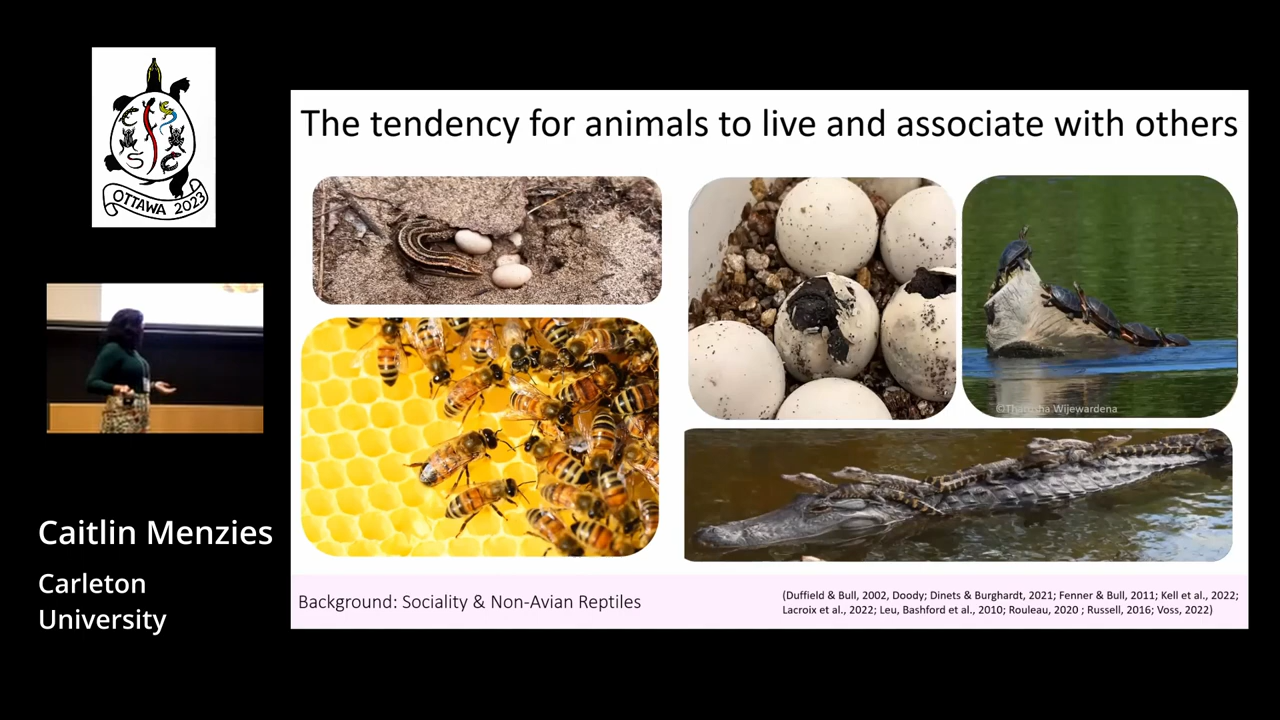 C S S C
OTTAWA 2023
The tendency for animals to live and associate with others
©Tharusha Wijewardena
Caitlin Menzies
Carleton
University
Background: Sociality & Non-Avian Reptiles
(Duffield & Bull, 2002, Doody; Dinets & Burghardt, 2021; Fenner & Bull, 2011; Kell et al., 2022;
Lacroix et al., 2022; Leu, Bashford et al., 2010; Rouleau, 2020 ; Russell, 2016; Voss, 2022)